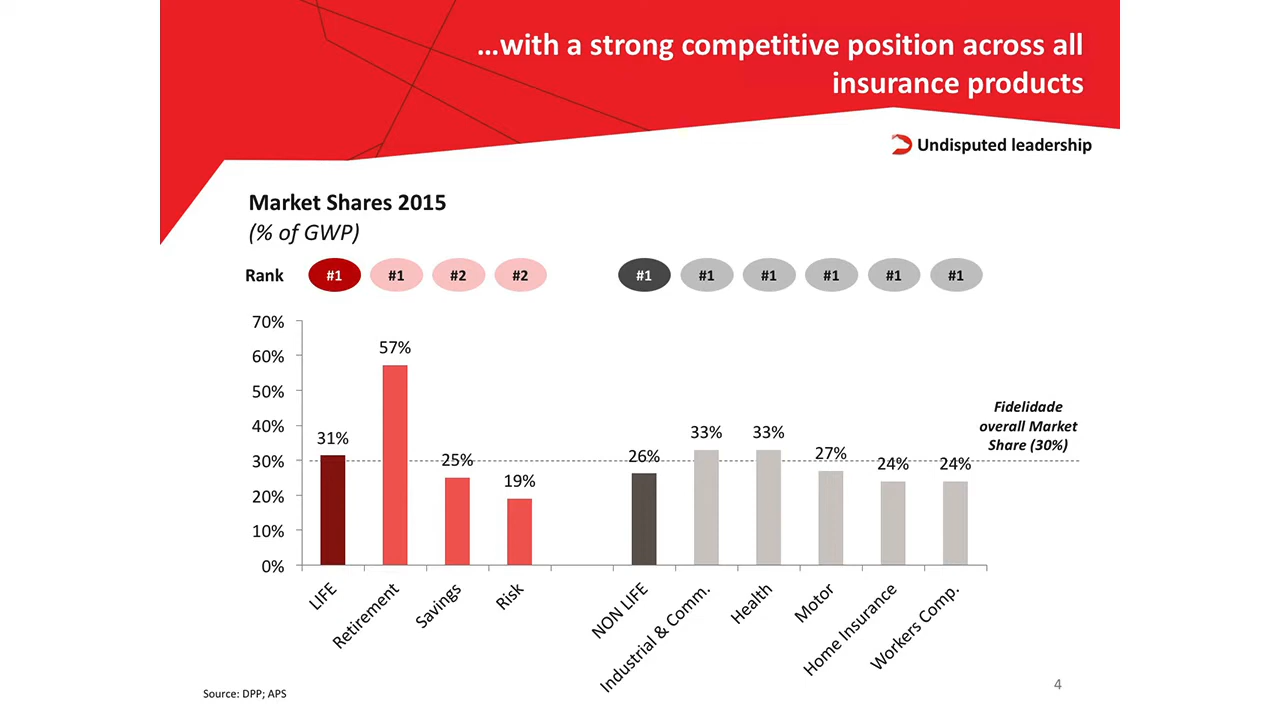 ...with a strong competitive position across all
insurance products
Undisputed leadership
Market Shares 2015
(% of GWP)
Rank #1 #1 #2 #2 #1 #1 #1 #1 #1 #1
70%
60%
50%
40%
30%
20%
10%
0%
31% 57% 25% 19% 26% 33% 33% 27% 24% 24%
Fidelidade
overall Market
Share (30%)
LIFE
Retirement
Savings
Risk
NON LIFE
Industrial & Comm.
Health
Motor
Home Insurance
Workers Comp.
Source: DPP; APS
4